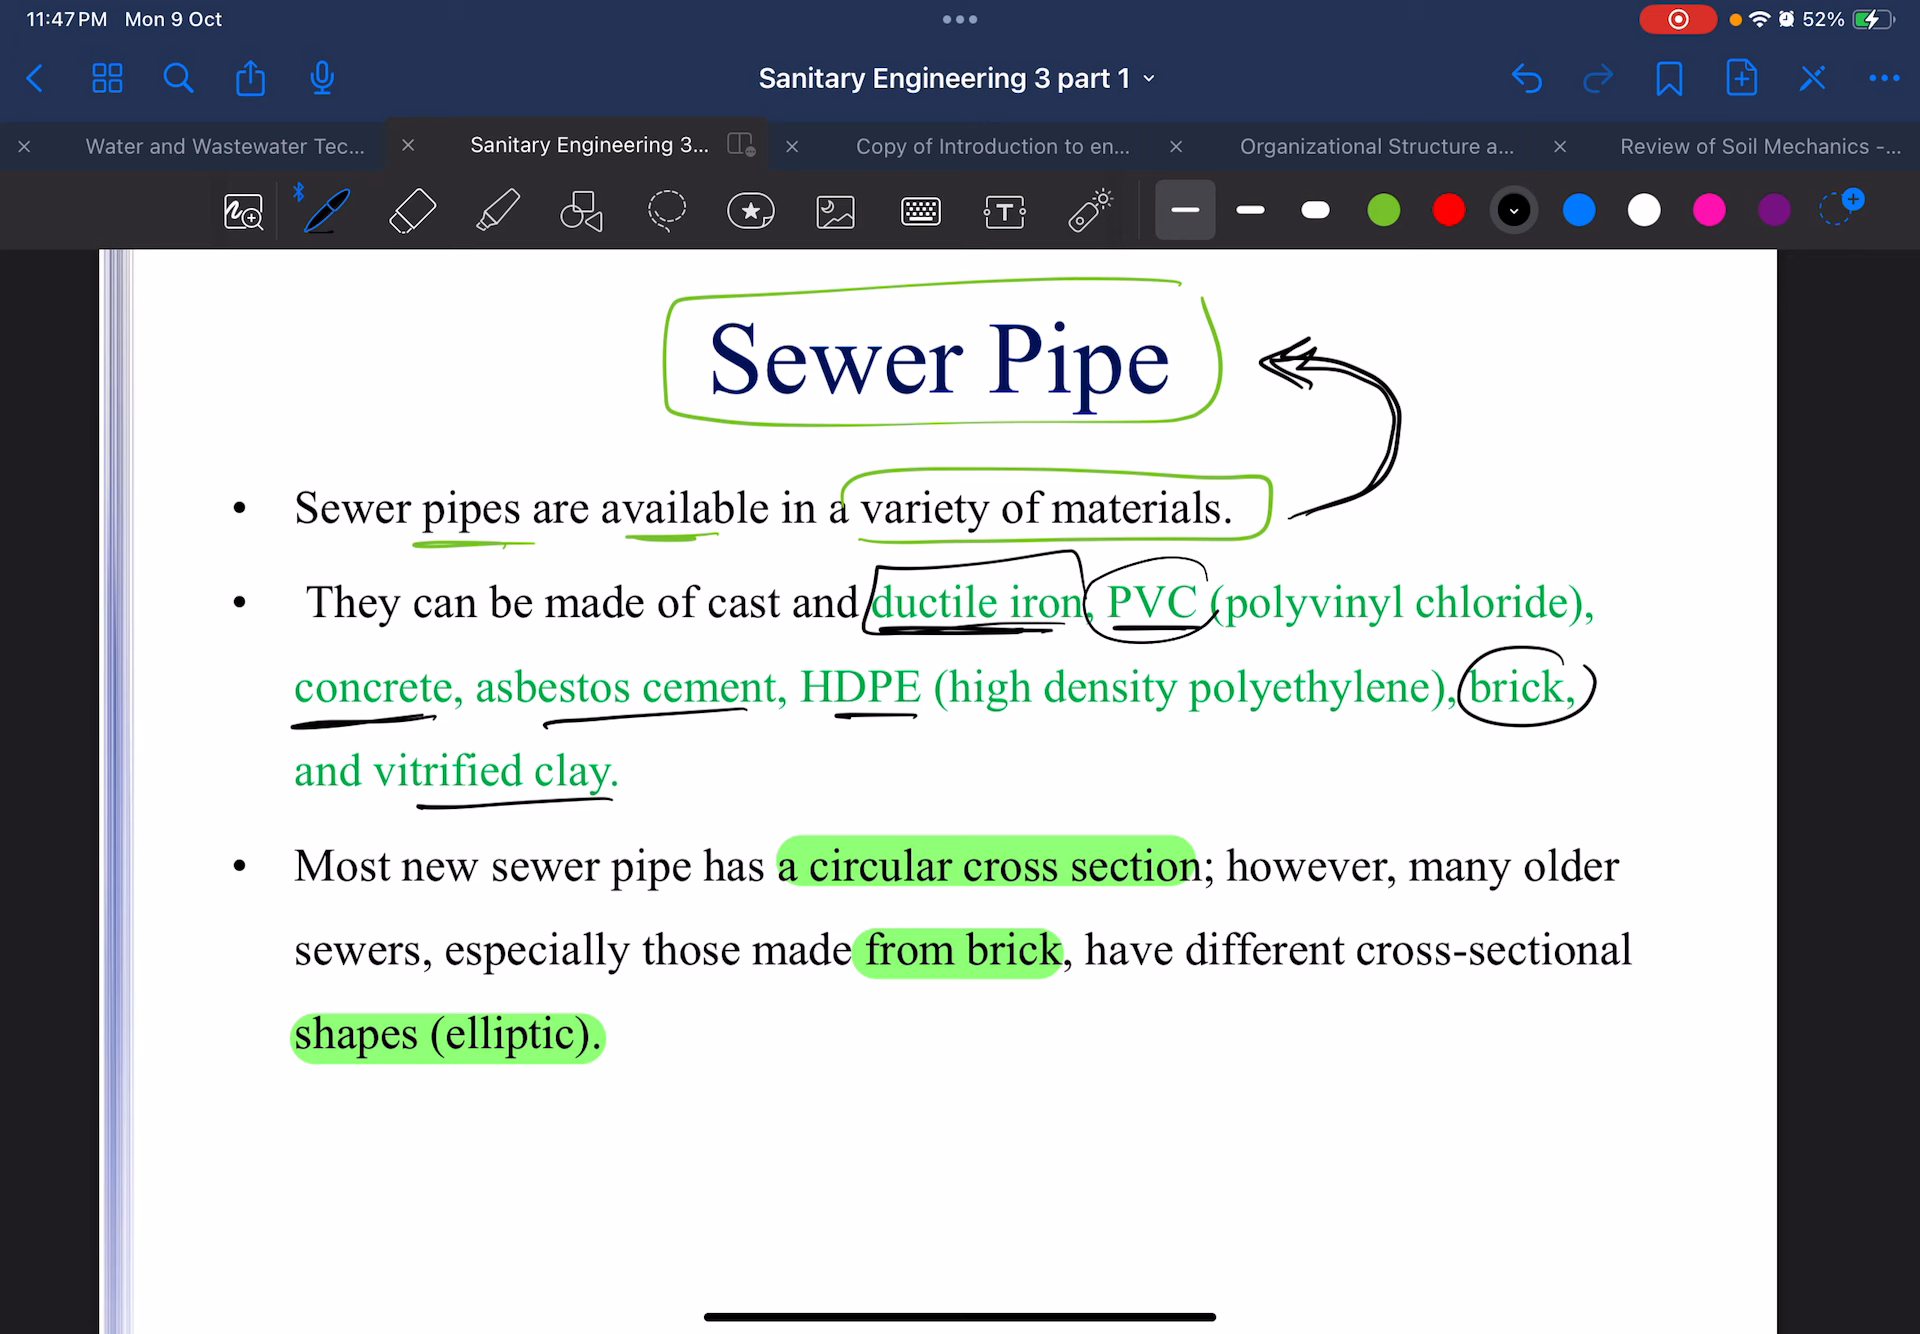 11:47 PM Mon 9 Oct
52%
Sanitary Engineering 3 part 1
Water and Wastewater Tec...
Sanitary Engineering 3...
Copy of Introduction to en...
Organizational Structure a...
Review of Soil Mechanics -...
Sewer Pipe
• Sewer pipes are available in a variety of materials.
• They can be made of cast and ductile iron, PVC (polyvinyl chloride),
concrete, asbestos cement, HDPE (high density polyethylene), brick,
and vitrified clay.
• Most new sewer pipe has a circular cross section; however, many older
sewers, especially those made from brick, have different cross-sectional
shapes (elliptic).